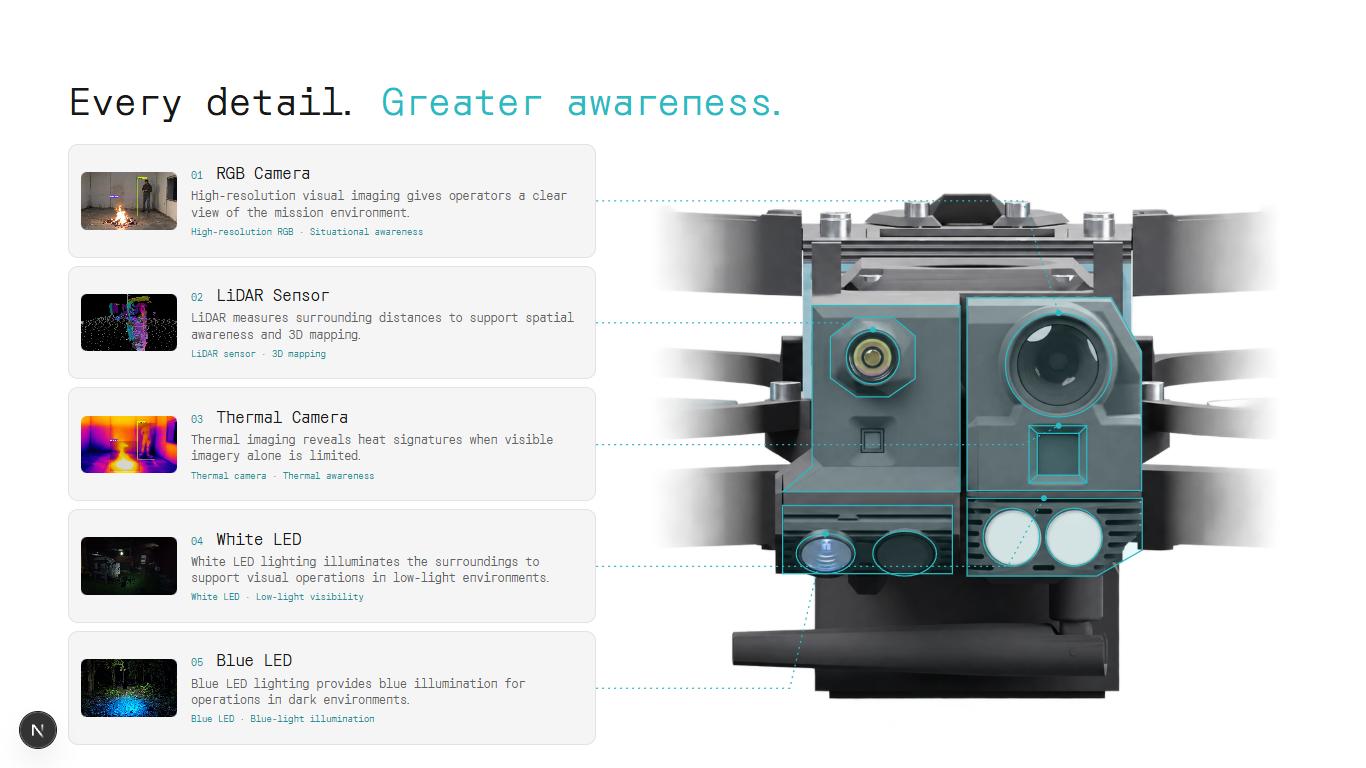 Every detail. Greater awareness.
01 RGB Camera
High-resolution visual imaging gives operators a clear
view of the mission environment.
High-resolution RGB · Situational awareness
02 LiDAR Sensor
LiDAR measures surrounding distances to support spatial
awareness and 3D mapping.
LiDAR sensor · 3D mapping
03 Thermal Camera
Thermal imaging reveals heat signatures when visible
imagery alone is limited.
Thermal camera · Thermal awareness
04 White LED
White LED lighting illuminates the surroundings to
support visual operations in low-light environments.
White LED · Low-light visibility
05 Blue LED
Blue LED lighting provides blue illumination for
operations in dark environments.
Blue LED · Blue-light illumination
N